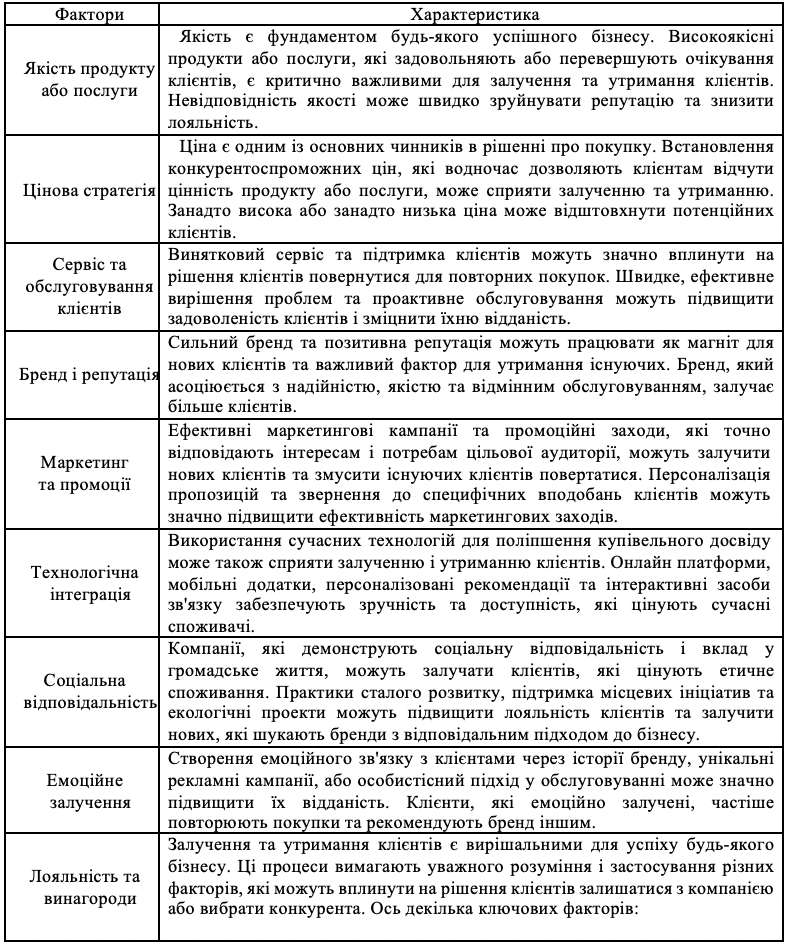 Фактори
Характеристика
Якість продукту
або послуги
Якість є фундаментом будь-якого успішного бізнесу. Високоякісні
продукти або послуги, які задовольняють або перевершують очікування
клієнтів, є критично важливими для залучення та утримання клієнтів.
Невідповідність якості може швидко зруйнувати репутацію та знизити
лояльність.
Цінова стратегія
Ціна є одним із основних чинників в рішенні про покупку. Встановлення
конкурентоспроможних цін, які водночас дозволяють клієнтам відчути
цінність продукту або послуги, може сприяти залученню та утриманню.
Занадто висока або занадто низька ціна може відштовхнути потенційних
клієнтів.
Сервіс та
обслуговування
клієнтів
Винятковий сервіс та підтримка клієнтів можуть значно вплинути на
рішення клієнтів повернутися для повторних покупок. Швидке, ефективне
вирішення проблем та проактивне обслуговування можуть підвищити
задоволеність клієнтів і зміцнити їхню відданість.
Бренд і репутація
Сильний бренд та позитивна репутація можуть працювати як магніт для
нових клієнтів та важливий фактор для утримання існуючих. Бренд, який
асоціюється з надійністю, якістю та відмінним обслуговуванням, залучає
більше клієнтів.
Маркетинг
та промоції
Ефективні маркетингові кампанії та промоційні заходи, які точно
відповідають інтересам і потребам цільової аудиторії, можуть залучити
нових клієнтів та змусити існуючих клієнтів повертатися. Персоналізація
пропозицій та звернення до специфічних вподобань клієнтів можуть
значно підвищити ефективність маркетингових заходів.
Технологічна
інтеграція
Використання сучасних технологій для поліпшення купівельного досвіду
може також сприяти залученню і утриманню клієнтів. Онлайн платформи,
мобільні додатки, персоналізовані рекомендації та інтерактивні засоби
зв'язку забезпечують зручність та доступність, які цінують сучасні
споживачі.
Соціальна
відповідальність
Компанії, які демонструють соціальну відповідальність і вклад у
громадське життя, можуть залучати клієнтів, які цінують етичне
споживання. Практики сталого розвитку, підтримка місцевих ініціатив та
екологічні проекти можуть підвищити лояльність клієнтів та залучити
нових, які шукають бренди з відповідальним підходом до бізнесу.
Емоційне
залучення
Створення емоційного зв'язку з клієнтами через історії бренду, унікальні
рекламні кампанії, або особистісний підхід у обслуговуванні може значно
підвищити їх відданість. Клієнти, які емоційно залучені, частіше
повторюють покупки та рекомендують бренд іншим.
Лояльність та
винагороди
Залучення та утримання клієнтів є вирішальними для успіху будь-якого
бізнесу. Ці процеси вимагають уважного розуміння і застосування різних
факторів, які можуть вплинути на рішення клієнтів залишатися з компанією
або вибрати конкурента. Ось декілька ключових факторів: